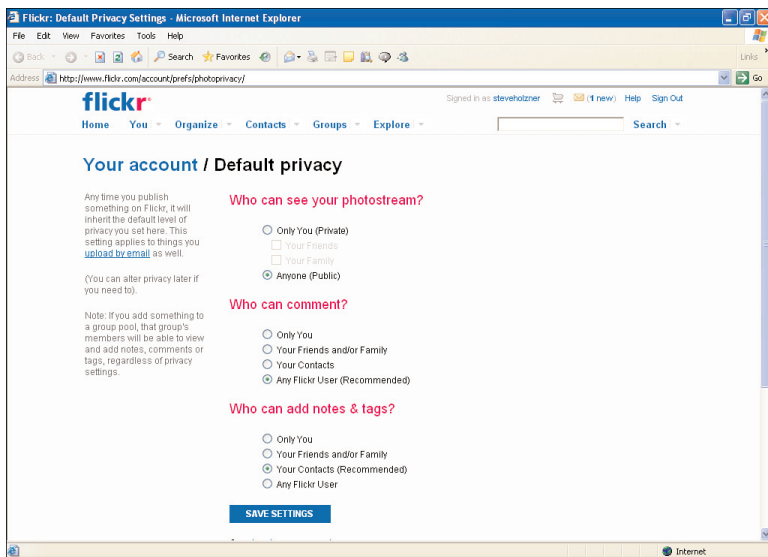 Flickr: Default Privacy Settings - Microsoft Internet Explorer
File Edit View Favorites Tools Help
Back Search Favorites Links
Address http://www.flickr.com/account/prefs/photoprivacy/ Go
flickr
Signed in as steveholzner (1 new) Help Sign Out
Home You Organize Contacts Groups Explore Search
Your account / Default privacy
Any time you publish
something on Flickr, it will
inherit the default level of
privacy you set here. This
setting applies to things you
upload by email as well.
(You can alter privacy later if
you need to).
Note: If you add something to
a group pool, that group's
members will be able to view
and add notes, comments or
tags, regardless of privacy
settings.
Who can see your photostream?
Only You (Private)
Your Friends
Your Family
Anyone (Public)
Who can comment?
Only You
Your Friends and/or Family
Your Contacts
Any Flickr User (Recommended)
Who can add notes & tags?
Only You
Your Friends and/or Family
Your Contacts (Recommended)
Any Flickr User
SAVE SETTINGS
Internet